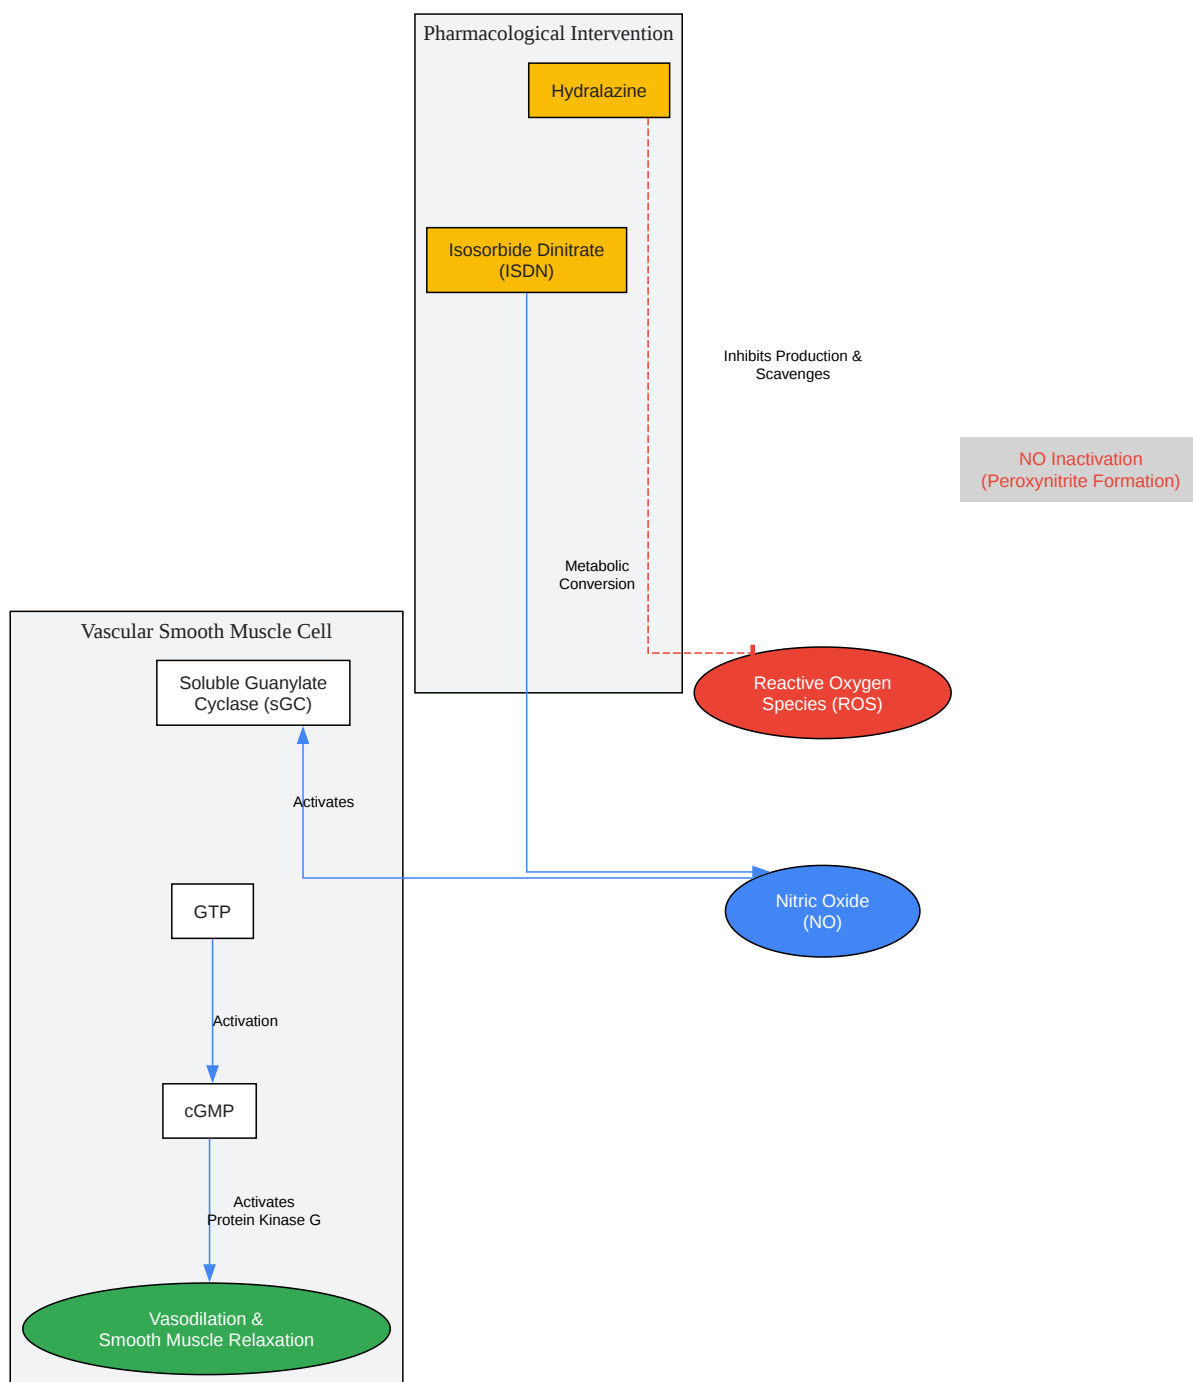 Pharmacological Intervention
Hydralazine
Isosorbide Dinitrate
(ISDN)
Inhibits Production &
Scavenges
NO Inactivation
(Peroxynitrite Formation)
Metabolic
Conversion
Vascular Smooth Muscle Cell
Soluble Guanylate
Cyclase (sGC)
Reactive Oxygen
Species (ROS)
Activates
Nitric Oxide
(NO)
GTP
Activation
cGMP
Activates
Protein Kinase G
Vasodilation &
Smooth Muscle Relaxation